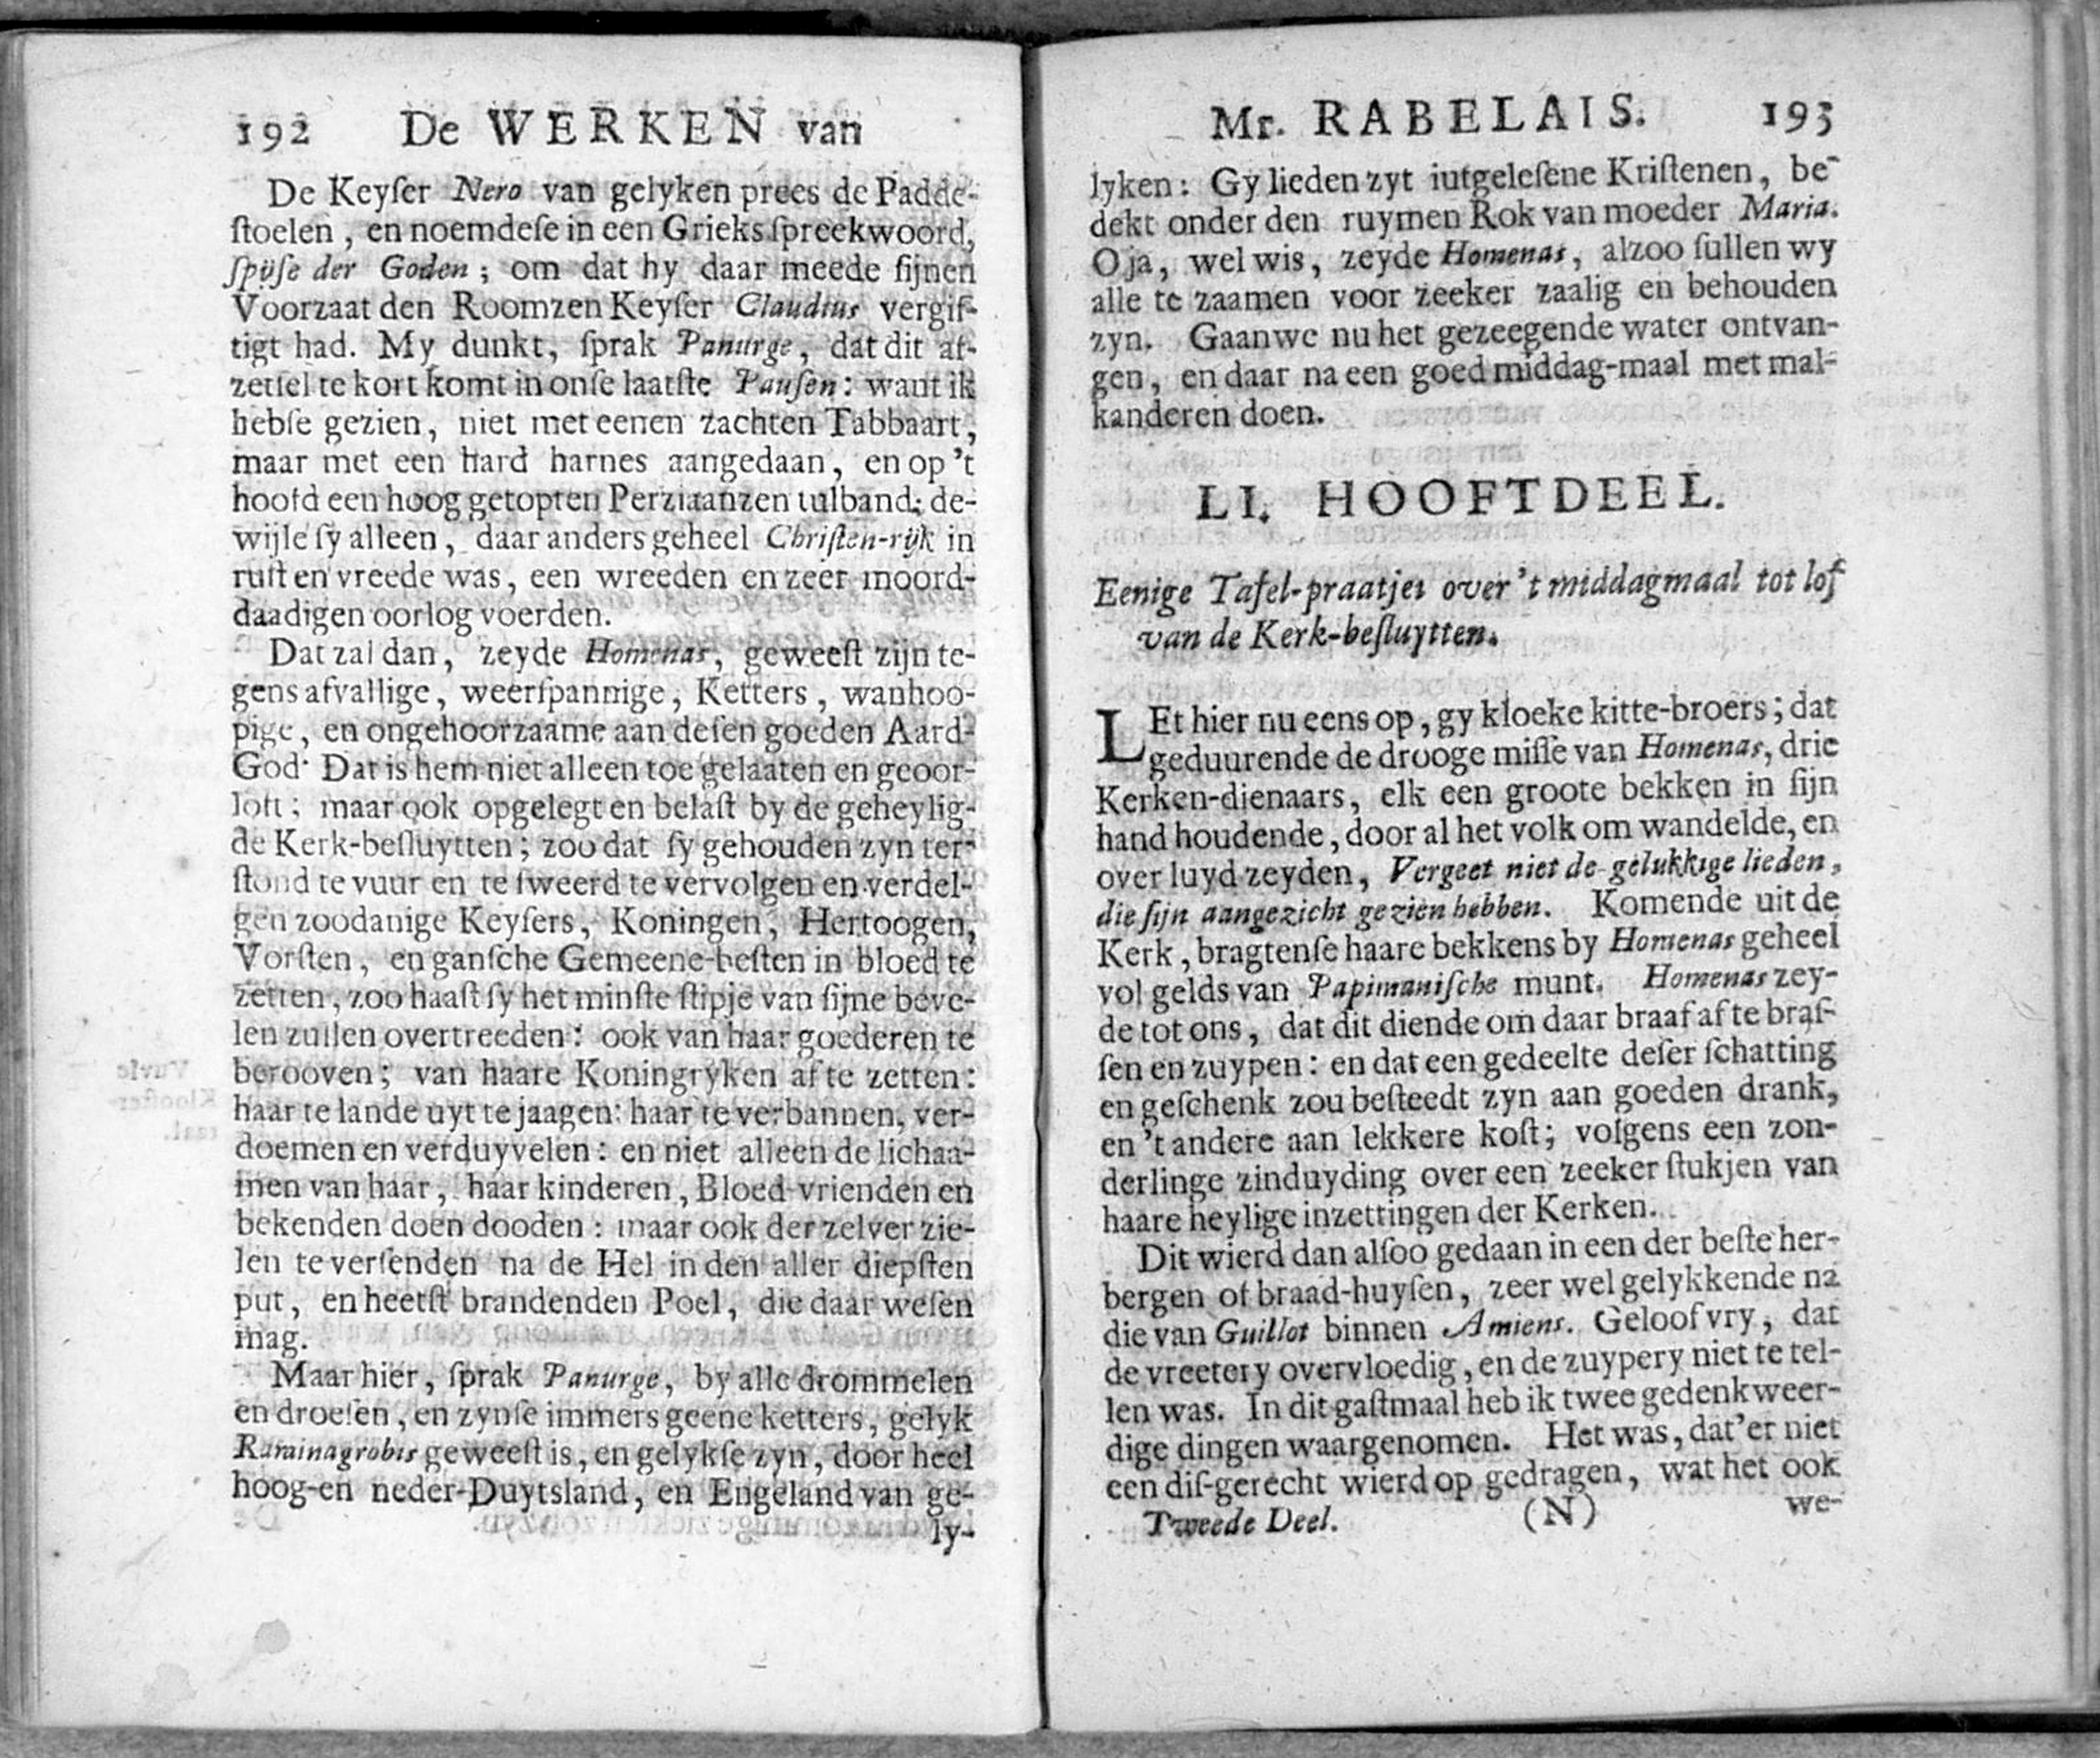 192 De WERKEN van
De Keyſer Nero van gelyken prees de Padde-
ſtoelen, en noemdeſe in een Grieks ſpreekwoord,
ſpijſe der Goden; om dat hy daar meede ſijnen
Voorzaat den Roomzen Keyſer Claudius vergif-
tigt had. My dunkt, ſprak Panurge, dat dit af-
zetſel te kort komt in onſe laatſte Pauſen: want ik
hebſe gezien, niet met eenen zachten Tabbaart,
maar met een hard harnes aangedaan, en op 't
hoofd een hoog getopten Perziaanzen tulband; de-
wijle ſy alleen, daar anders geheel Chriſten-rijk in
ruſt en vreede was, een wreeden en zeer moord-
daadigen oorlog voerden.
Dat zal dan, zeyde Homenas, geweeſt zijn te-
gens afvallige, weerſpannige, Ketters, wanhoo-
pige, en ongehoorzaame aan deſen goeden Aard-
God. Dat is hem niet alleen toe gelaaten en geoor-
loft; maar ook opgelegt en belaſt by de geheylig-
de Kerk-beſluytten; zoo dat ſy gehouden zyn ter-
ſtond te vuur en te ſweerd te vervolgen en verdel-
gen zoodanige Keyſers, Koningen, Hertoogen,
Vorſten, en ganſche Gemeene-beſten in bloed te
zetten, zoo haaſt ſy het minſte ſtipje van ſijne beve-
len zullen overtreeden: ook van haar goederen te
berooven; van haare Koningryken af te zetten:
haar te lande uyt te jaagen: haar te verbannen, ver-
doemen en verduyvelen: en niet alleen de lichaa-
men van haar, haar kinderen, Bloed-vrienden en
bekenden doen dooden: maar ook der zelver zie-
len te verſenden na de Hel in den aller diepſten
put, en heetſt brandenden Poel, die daar weſen
mag.
Maar hier, ſprak Panurge, by alle drommelen
en droeſen, en zynſe immers geene ketters, gelyk
Raminagrobis geweeſt is, en gelykſe zyn, door heel
hoog-en neder-Duytsland, en Engeland van ge-
ly-
Mr. RABELAIS. 193
lyken: Gy lieden zyt iutgeleſene Kriſtenen, be-
dekt onder den ruymen Rok van moeder Maria.
O ja, wel wis, zeyde Homenas, alzoo ſullen wy
alle te zaamen voor zeeker zaalig en behouden
zyn. Gaanwe nu het gezeegende water ontvan-
gen, en daar na een goed middag-maal met mal-
kanderen doen.
LI. HOOFTDEEL.
Eenige Tafel-praatjes over 't middagmaal tot lof
van de Kerk-beſluytten.
LEt hier nu eens op, gy kloeke kitte-broers; dat
geduurende de drooge miſſe van Homenas, drie
Kerken-dienaars, elk een groote bekken in ſijn
hand houdende, door al het volk om wandelde, en
over luyd zeyden, Vergeet niet de gelukkige lieden,
die ſijn aangezicht gezien hebben. Komende uit de
Kerk, bragtenſe haare bekkens by Homenas geheel
vol gelds van Papimaniſche munt. Homenas zey-
de tot ons, dat dit diende om daar braaf af te braſ-
ſen en zuypen: en dat een gedeelte deſer ſchatting
en geſchenk zou beſteedt zyn aan goeden drank,
en 't andere aan lekkere koſt; volgens een zon-
derlinge zinduyding over een zeeker ſtukjen van
haare heylige inzettingen der Kerken.
Dit wierd dan alſoo gedaan in een der beſte her-
bergen of braad-huyſen, zeer wel gelykkende na
die van Guillot binnen Amiens. Geloof vry, dat
de vreetery overvloedig, en de zuypery niet te tel-
len was. In dit gaſtmaal heb ik twee gedenkweer-
dige dingen waargenomen. Het was, dat'er niet
een diſ-gerecht wierd op gedragen, wat het ook
Tweede Deel. (N) we-